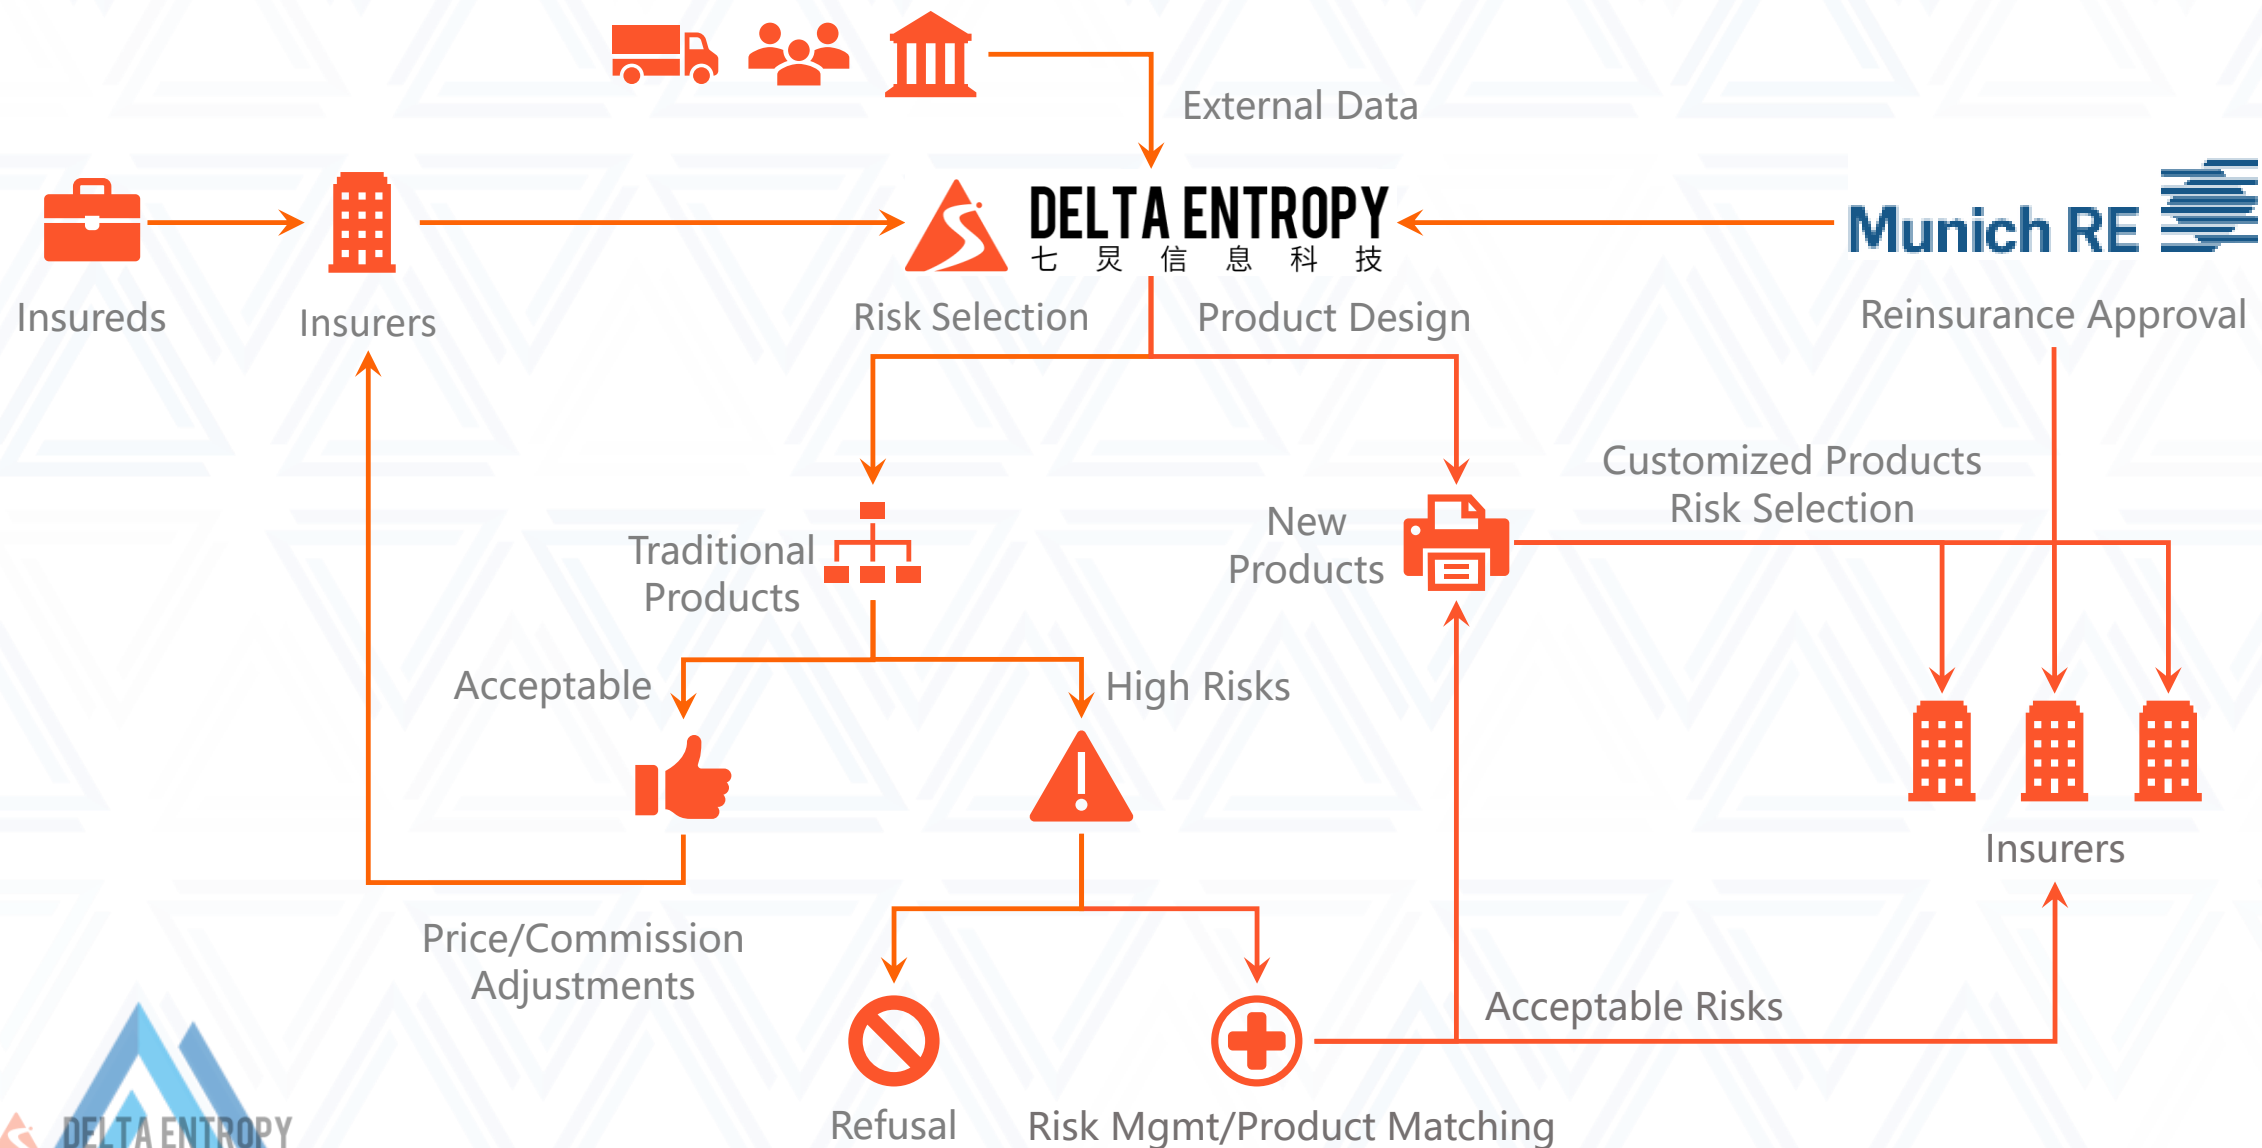 External Data
DELTA ENTROPY
七炅信息科技
Munich RE
Insureds
Insurers
Risk Selection
Product Design
Reinsurance Approval
Customized Products
Risk Selection
Traditional
Products
New
Products
Acceptable
High Risks
Insurers
Price/Commission
Adjustments
Acceptable Risks
Refusal
Risk Mgmt/Product Matching
DELTA ENTROPY